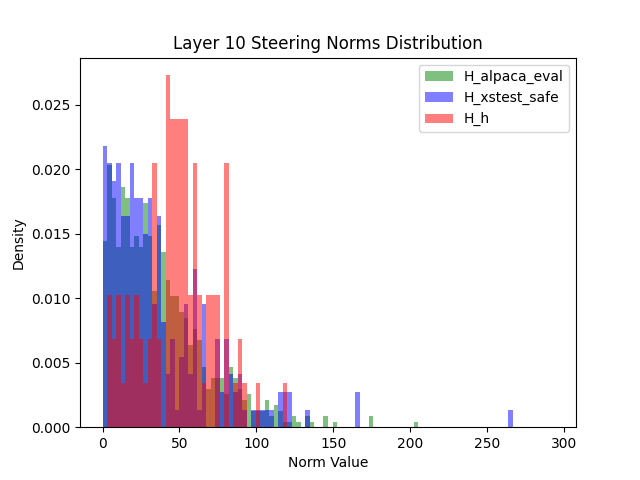 Layer 10 Steering Norms Distribution
H_alpaca_eval
H_xstest_safe
H_h
0.025
0.020
0.015
0.010
0.005
0.000
Density
0 50 100 150 200 250 300
Norm Value